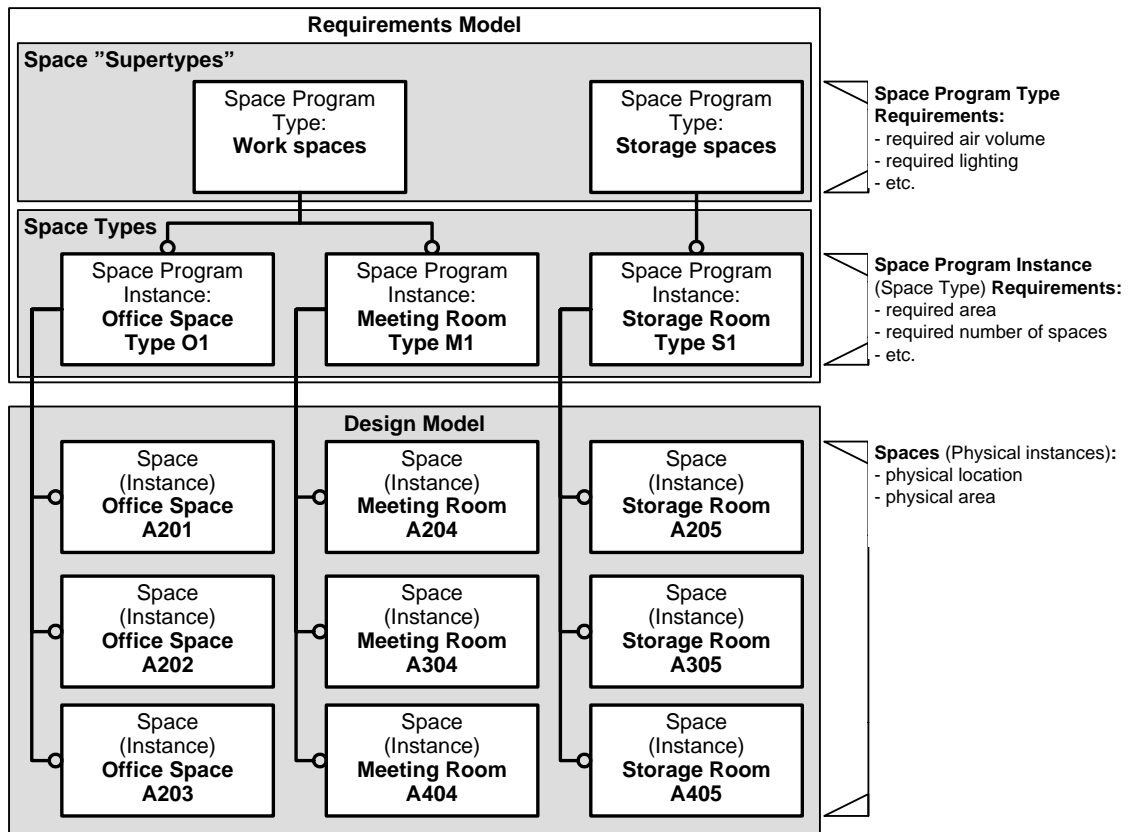 Requirements Model
Space ”Supertypes”
Space Program
Type:
Work spaces
Space Program
Type:
Storage spaces
Space Program Type
Requirements:
- required air volume
- required lighting
- etc.
Space Types
Space Program
Instance:
Office Space
Type O1
Space Program
Instance:
Meeting Room
Type M1
Space Program
Instance:
Storage Room
Type S1
Space Program Instance
(Space Type) Requirements:
- required area
- required number of spaces
- etc.
Design Model
Space
(Instance)
Office Space
A201
Space
(Instance)
Meeting Room
A204
Space
(Instance)
Storage Room
A205
Spaces (Physical instances):
- physical location
- physical area
Space
(Instance)
Office Space
A202
Space
(Instance)
Meeting Room
A304
Space
(Instance)
Storage Room
A305
Space
(Instance)
Office Space
A203
Space
(Instance)
Meeting Room
A404
Space
(Instance)
Storage Room
A405